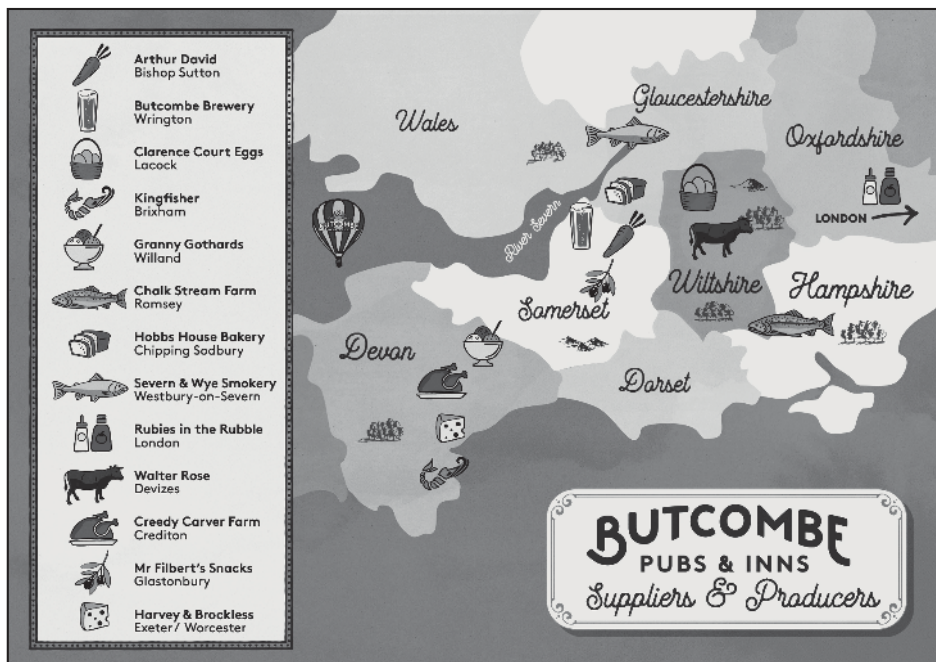 Arthur David
Bishop Sutton
Butcombe Brewery
Wrington
Clarence Court Eggs
Lacock
Kingfisher
Brixham
Granny Gothards
Willand
Chalk Stream Farm
Ramsey
Hobbs House Bakery
Chipping Sodbury
Severn & Wye Smokery
Westbury-on-Severn
Rubies in the Rubble
London
Walter Rose
Devizes
Creedy Carver Farm
Crediton
Mr Filbert's Snacks
Glastonbury
Harvey & Brockless
Exeter / Worcester
Wales
Gloucestershire
Oxfordshire
LONDON
River Severn
Somerset
Wiltshire
Hampshire
Devon
Dorset
BUTCOMBE
PUBS & INNS
Suppliers & Producers